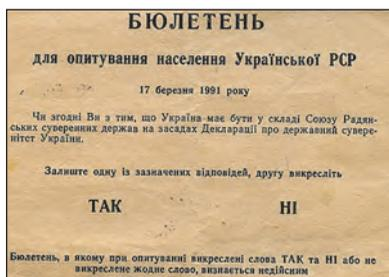 БЮЛЕТЕНЬ
для опитування населення Української РСР
17 березня 1991 року
Чи згодні Ви з тим, що Україна має бути у складі Союзу Радян-
ських суверенних держав на засадах Декларації про державний сувере-
нітет України.
Залиште одну із зазначених відповідей, другу викресліть
ТАК НІ
Бюлетень, в якому при опитуванні викреслені слова ТАК та НІ або не
викреслене жодне слово, визнається недійсним